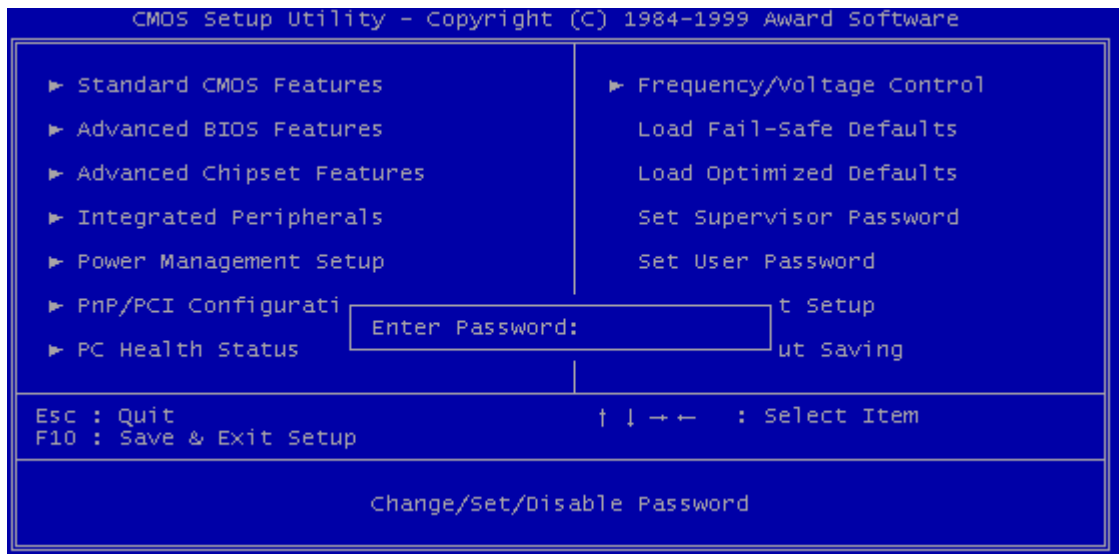 CMOS Setup Utility - Copyright (C) 1984-1999 Award Software
► Standard CMOS Features
► Advanced BIOS Features
► Advanced Chipset Features
► Integrated Peripherals
► Power Management Setup
► PnP/PCI Configurati
► PC Health Status
► Frequency/Voltage Control
Load Fail-Safe Defaults
Load Optimized Defaults
Set Supervisor Password
Set User Password
t Setup
ut Saving
Enter Password:
Esc : Quit
F10 : Save & Exit Setup
↑ ↓ → ← : Select Item
Change/Set/Disable Password